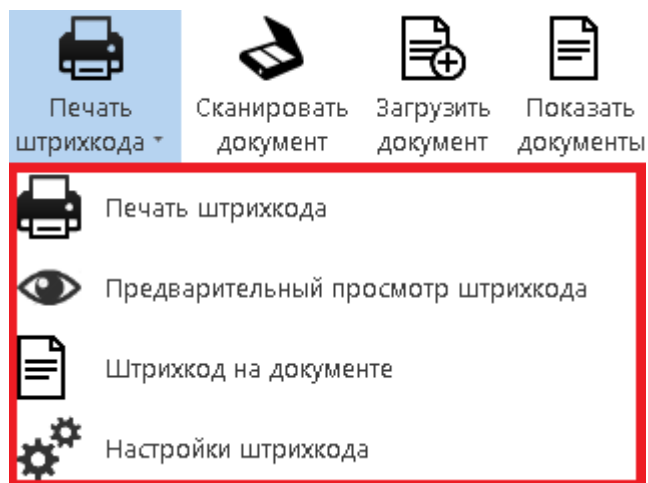 Печать штрихкода
Сканировать документ
Загрузить документ
Показать документы
Печать штрихкода
Предварительный просмотр штрихкода
Штрихкод на документе
Настройки штрихкода